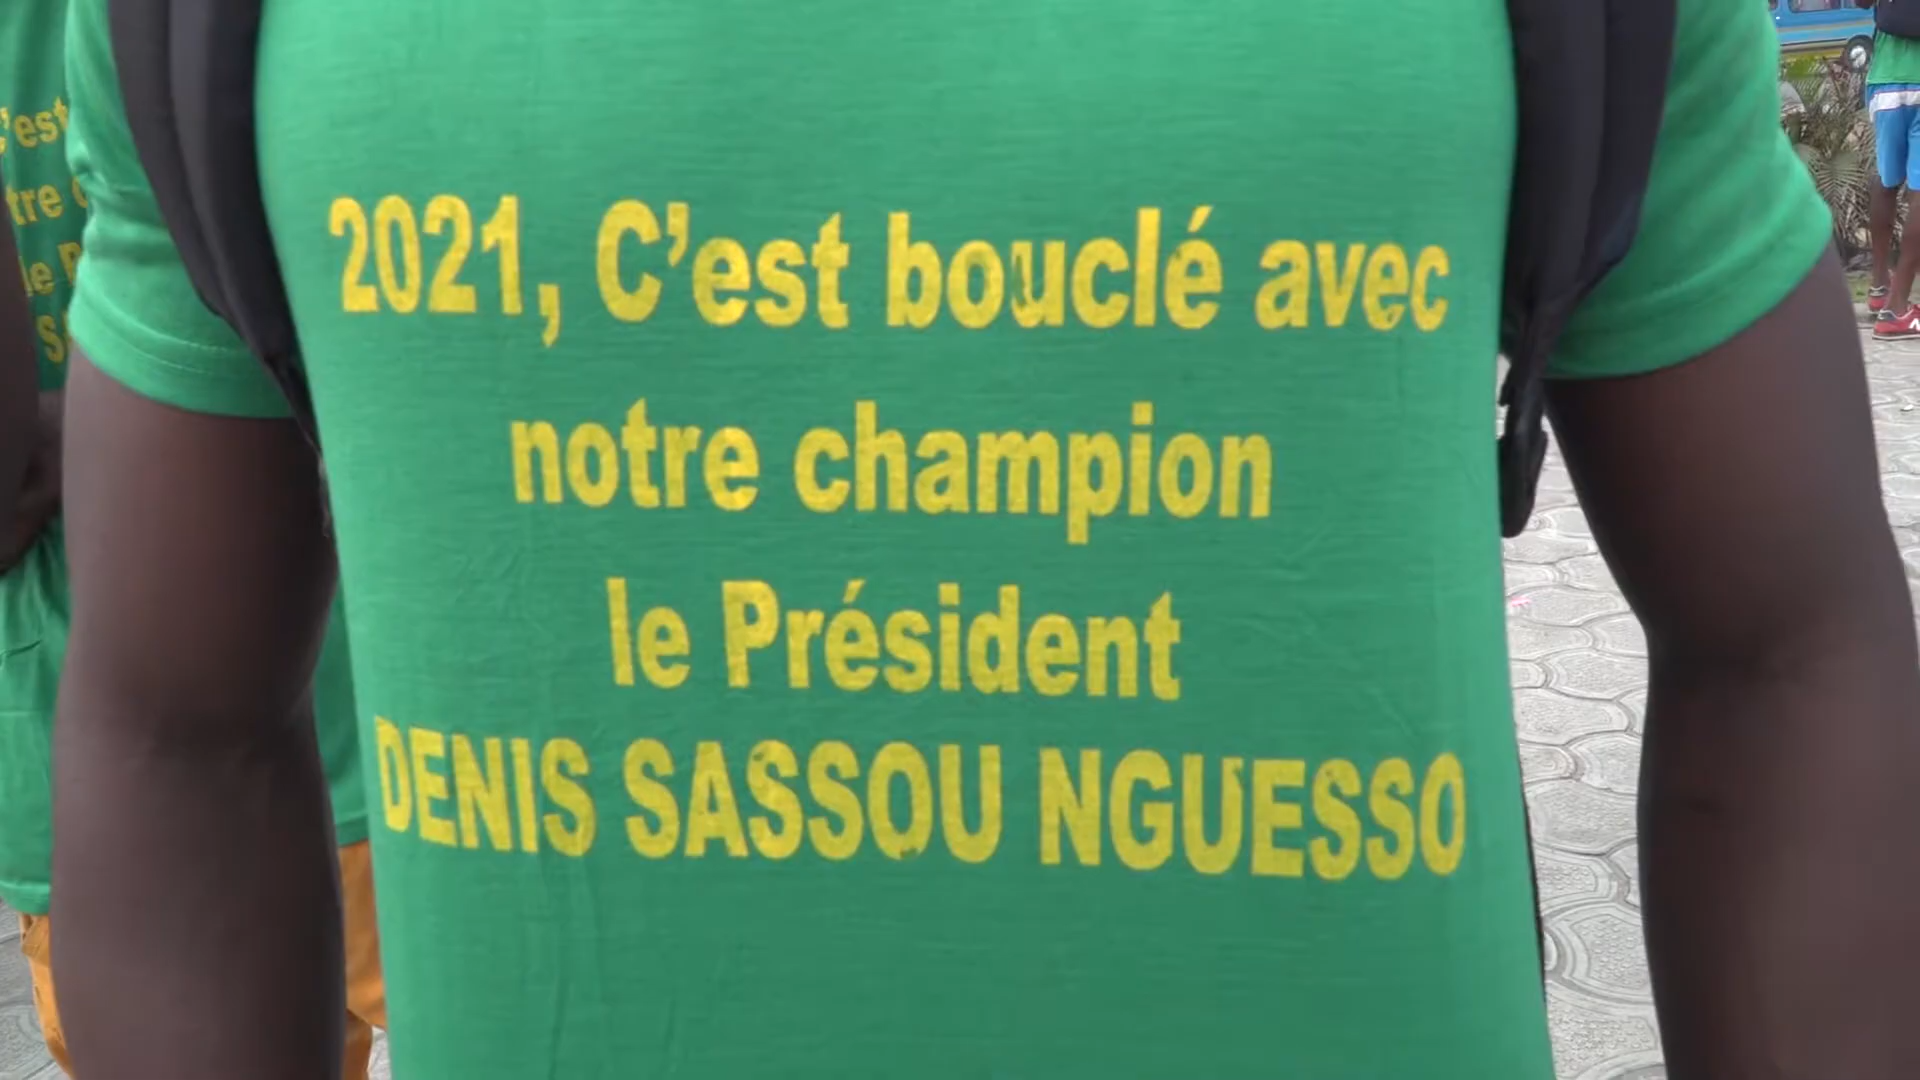 2021, C'est bouclé avec
notre champion
le Président
DENIS SASSOU NGUESSO